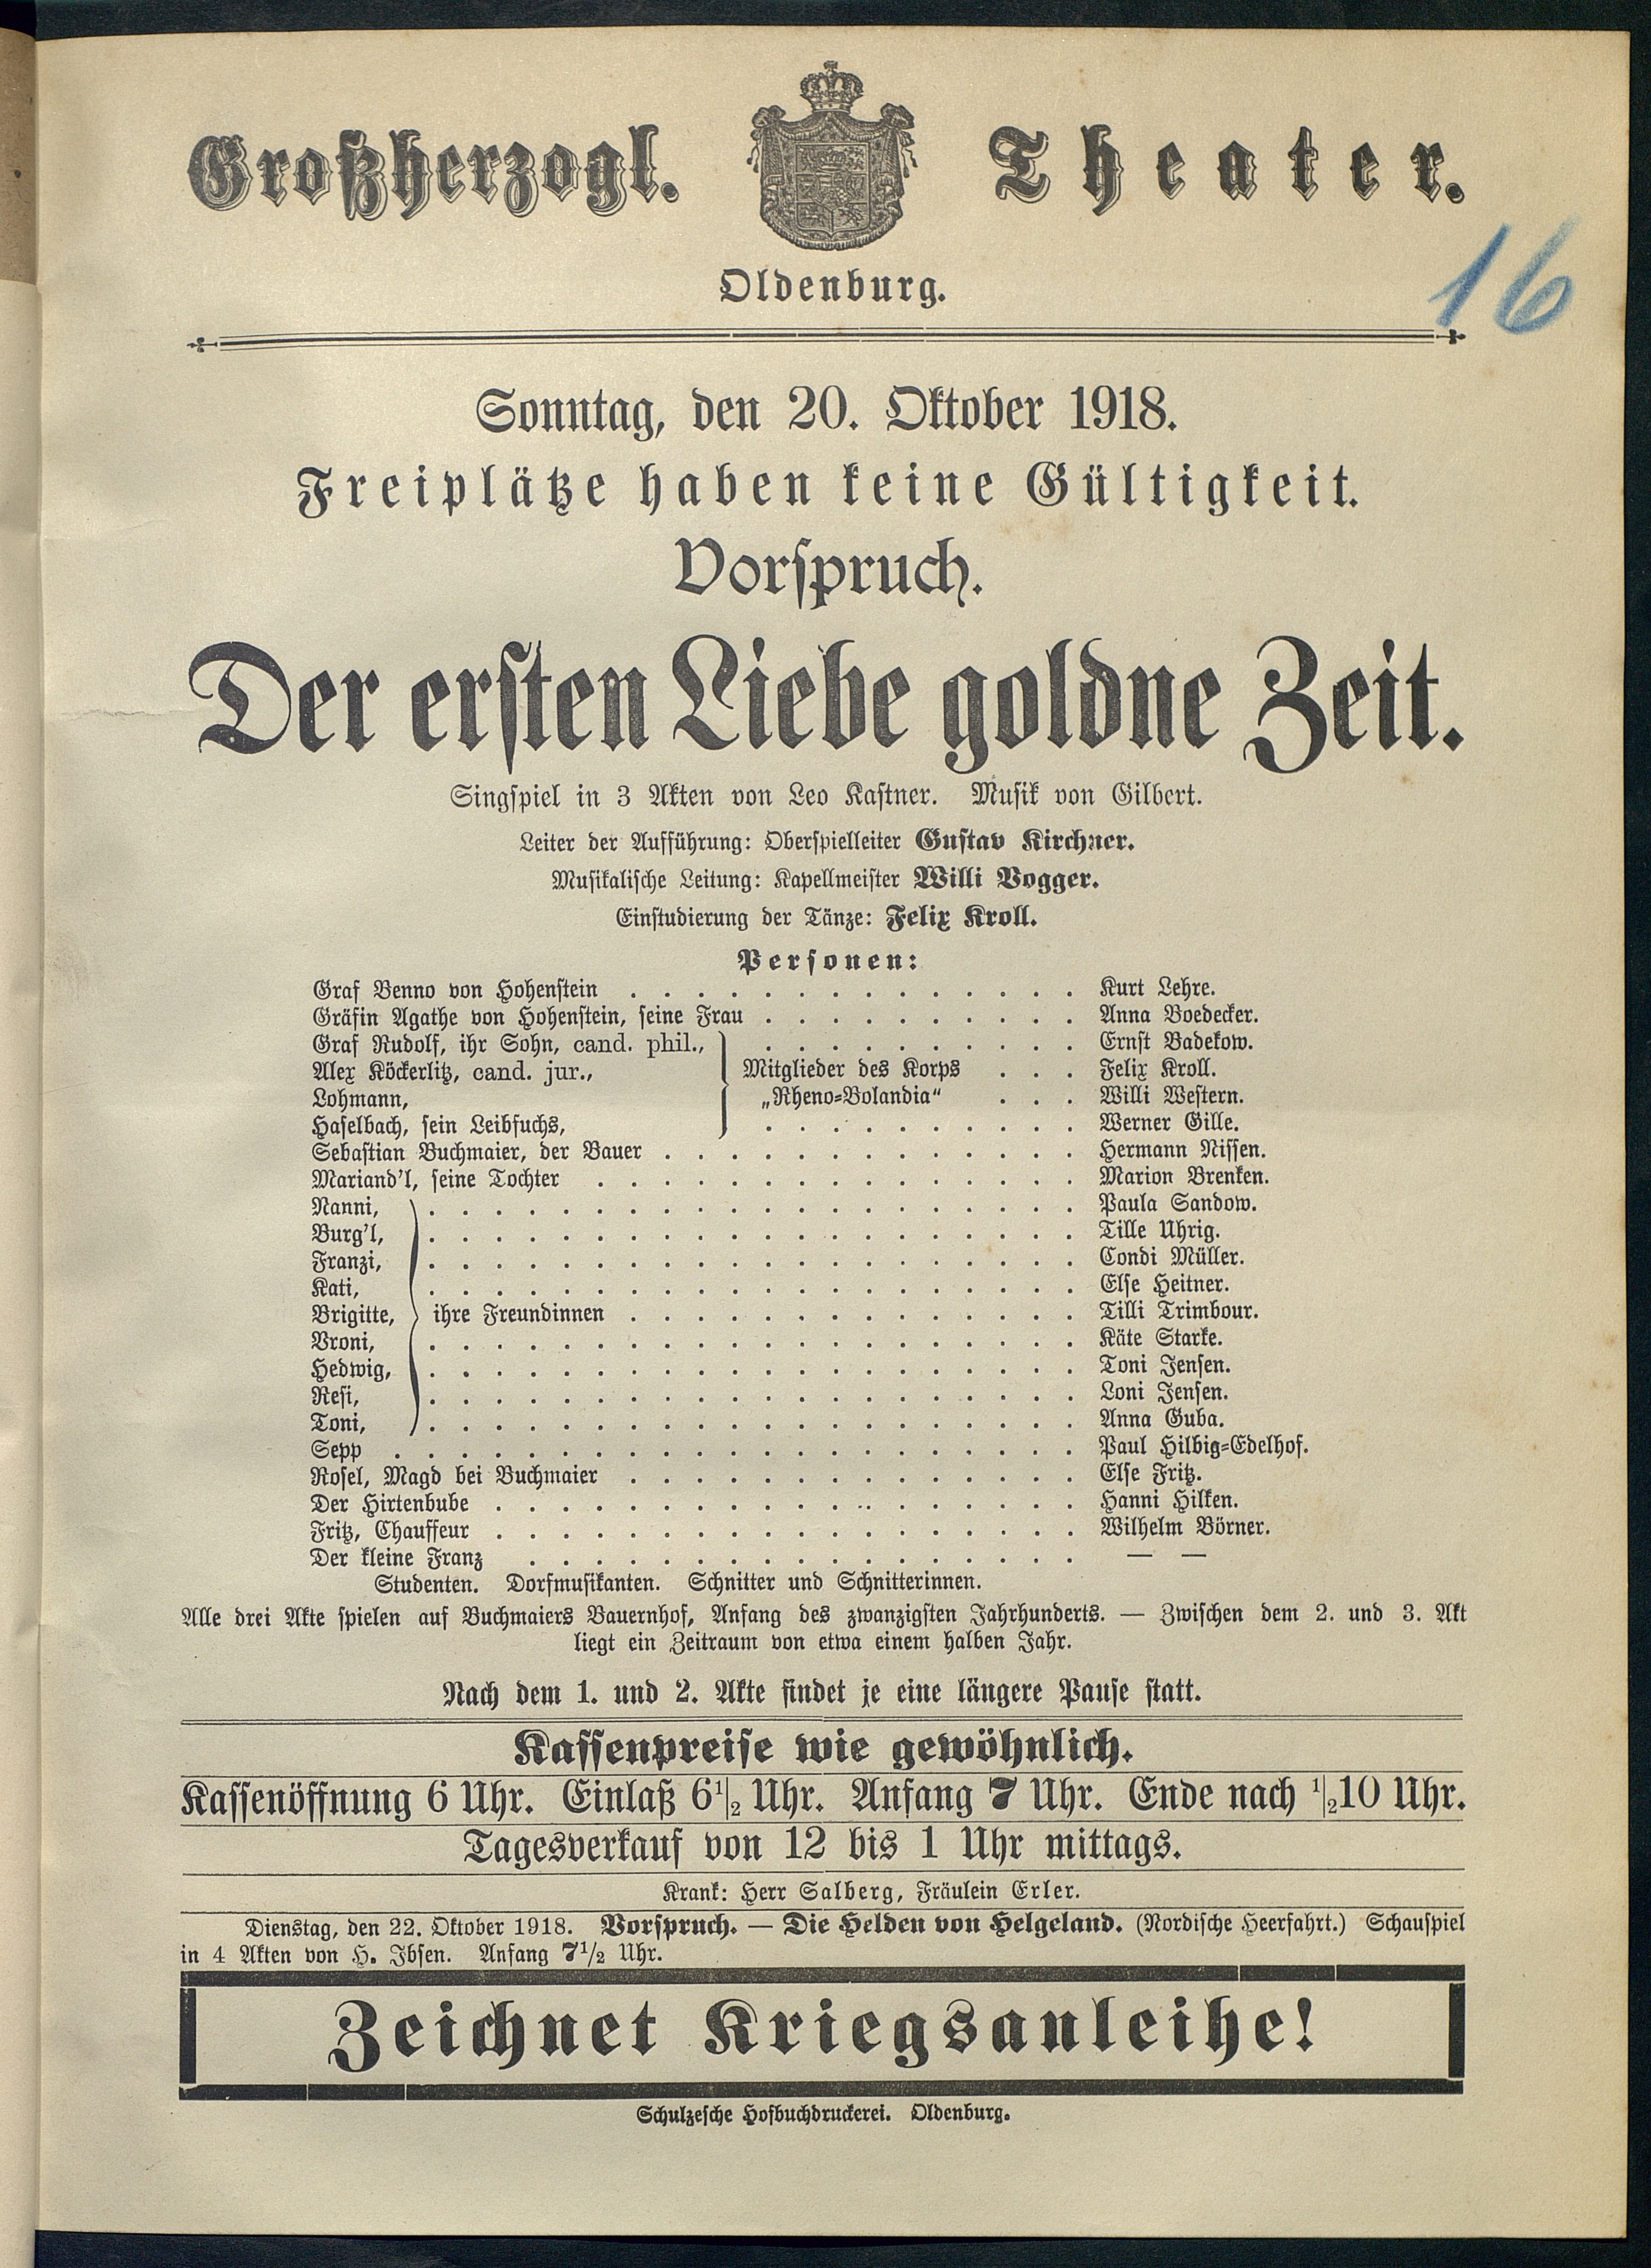 Großherzogl. Theater.
Oldenburg.
16
Sonntag, den 20. Oktober 1918.
Freiplätze haben keine Gültigkeit.
Vorspruch.
Der ersten Liebe goldne Zeit.
Singspiel in 3 Akten von Leo Kastner. Musik von Gilbert.
Leiter der Aufführung: Oberspielleiter Gustav Kirchner.
Musikalische Leitung: Kapellmeister Willi Vogger.
Einstudierung der Tänze: Felix Kroll.
Personen:
Graf Benno von Hohenstein . . . . . . . . . . . . . . Kurt Lehre.
Gräfin Agathe von Hohenstein, seine Frau . . . . . . . . . . Anna Boedecker.
Graf Rudolf, ihr Sohn, cand. phil., . . . . . . . . . . Ernst Badekow.
Alex Köckerlitz, cand. jur., Mitglieder des Korps . . . Felix Kroll.
Lohmann, „Rheno-Bolandia“ . . . Willi Western.
Haselbach, sein Leibfuchs, . . . . . . . . . . Werner Gille.
Sebastian Buchmaier, der Bauer . . . . . . . . . . . . . Hermann Nissen.
Mariand'l, seine Tochter . . . . . . . . . . . . . . . Marion Brenken.
Nanni, . . . . . . . . . . . . . . . . . . . . Paula Sandow.
Burg'l, . . . . . . . . . . . . . . . . . . . . Tille Uhrig.
Franzi, . . . . . . . . . . . . . . . . . . . . Condi Müller.
Kati, . . . . . . . . . . . . . . . . . . . . Else Heitner.
Brigitte, ihre Freundinnen . . . . . . . . . . . . . . Tilli Trimbour.
Vroni, . . . . . . . . . . . . . . . . . . . . Käte Starke.
Hedwig, . . . . . . . . . . . . . . . . . . . . Toni Jensen.
Resi, . . . . . . . . . . . . . . . . . . . . Loni Jensen.
Toni, . . . . . . . . . . . . . . . . . . . . Anna Guba.
Sepp . . . . . . . . . . . . . . . . . . . . . Paul Hilbig-Edelhof.
Rosel, Magd bei Buchmaier . . . . . . . . . . . . . . Else Fritz.
Der Hirtenbube . . . . . . . . . . . . . . . . . . Hanni Hilken.
Fritz, Chauffeur . . . . . . . . . . . . . . . . . . Wilhelm Börner.
Der kleine Franz . . . . . . . . . . . . . . . . . — —
Studenten. Dorfmusikanten. Schnitter und Schnitterinnen.
Alle drei Akte spielen auf Buchmaiers Bauernhof, Anfang des zwanzigsten Jahrhunderts. — Zwischen dem 2. und 3. Akt
liegt ein Zeitraum von etwa einem halben Jahr.
Nach dem 1. und 2. Akte findet je eine längere Pause statt.
Kassenpreise wie gewöhnlich.
Kassenöffnung 6 Uhr. Einlaß 6 1/2 Uhr. Anfang 7 Uhr. Ende nach 1/2 10 Uhr.
Tagesverkauf von 12 bis 1 Uhr mittags.
Krank: Herr Salberg, Fräulein Erler.
Dienstag, den 22. Oktober 1918. Vorspruch. — Die Helden von Helgeland. (Nordische Heerfahrt.) Schauspiel
in 4 Akten von H. Ibsen. Anfang 7 1/2 Uhr.
Zeichnet Kriegsanleihe!
Schulzesche Hofbuchdruckerei. Oldenburg.